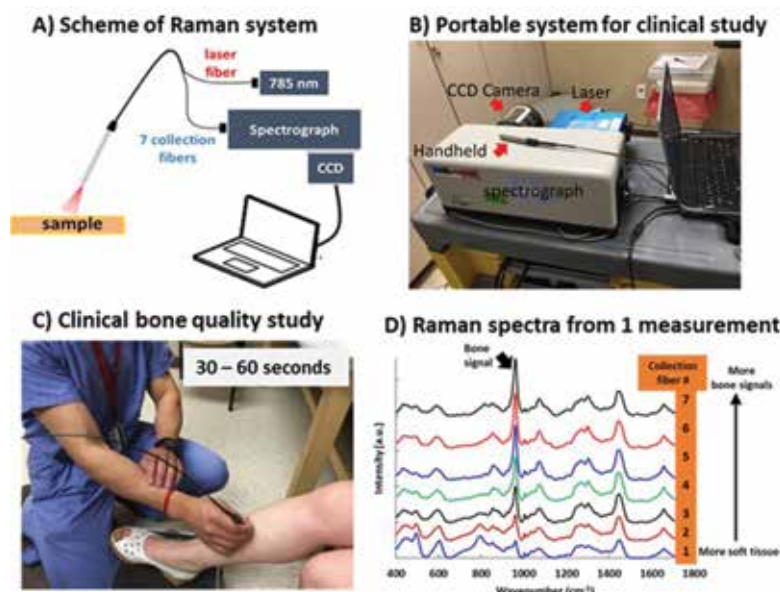 A) Scheme of Raman system
laser
fiber
785 nm
7 collection
fibers
Spectrograph
CCD
sample
B) Portable system for clinical study
CCD Camera
Laser
Handheld
spectrograph
C) Clinical bone quality study
30 – 60 seconds
D) Raman spectra from 1 measurement
Bone
signal
Collection
fiber #
More
bone signals
7
6
5
4
3
2
1
More soft tissue
Intensity (a.u.)
400 600 800 1000 1200 1400 1600 1800
Wavenumber (cm⁻¹)